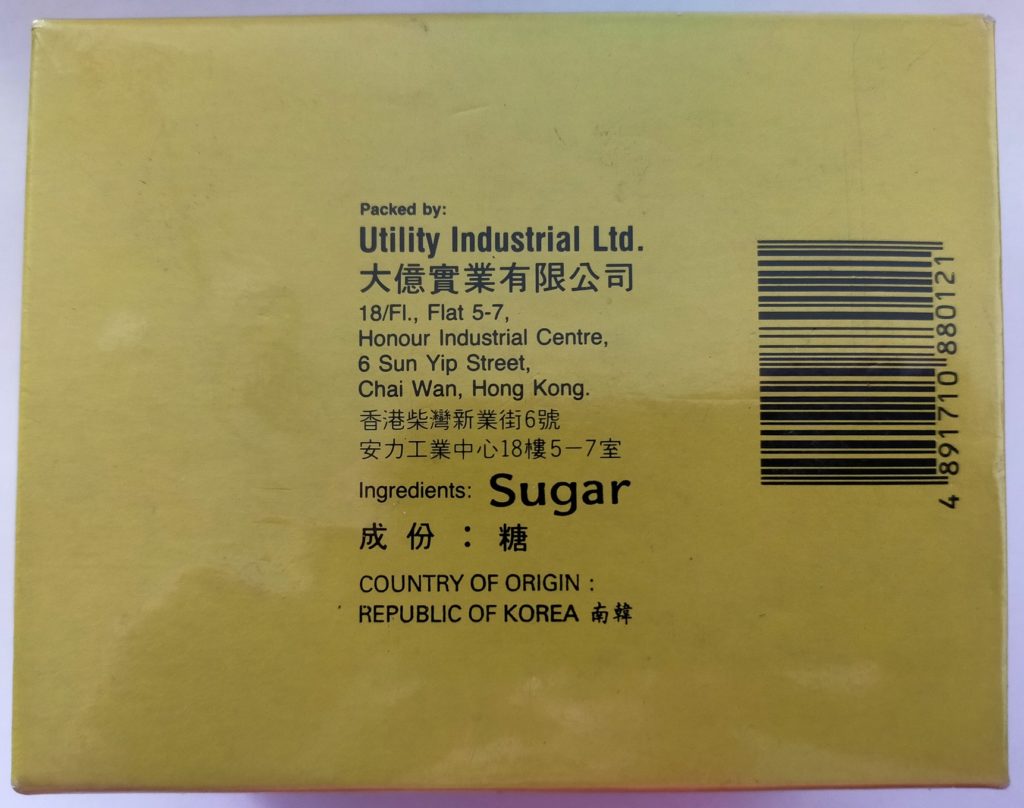 Packed by:
Utility Industrial Ltd.
大億實業有限公司
18/Fl., Flat 5-7,
Honour Industrial Centre,
6 Sun Yip Street,
Chai Wan, Hong Kong.
香港柴灣新業街6號
安力工業中心18樓5－7室
Ingredients: Sugar
成份：糖
COUNTRY OF ORIGIN :
REPUBLIC OF KOREA 南韓
4 891710 880121